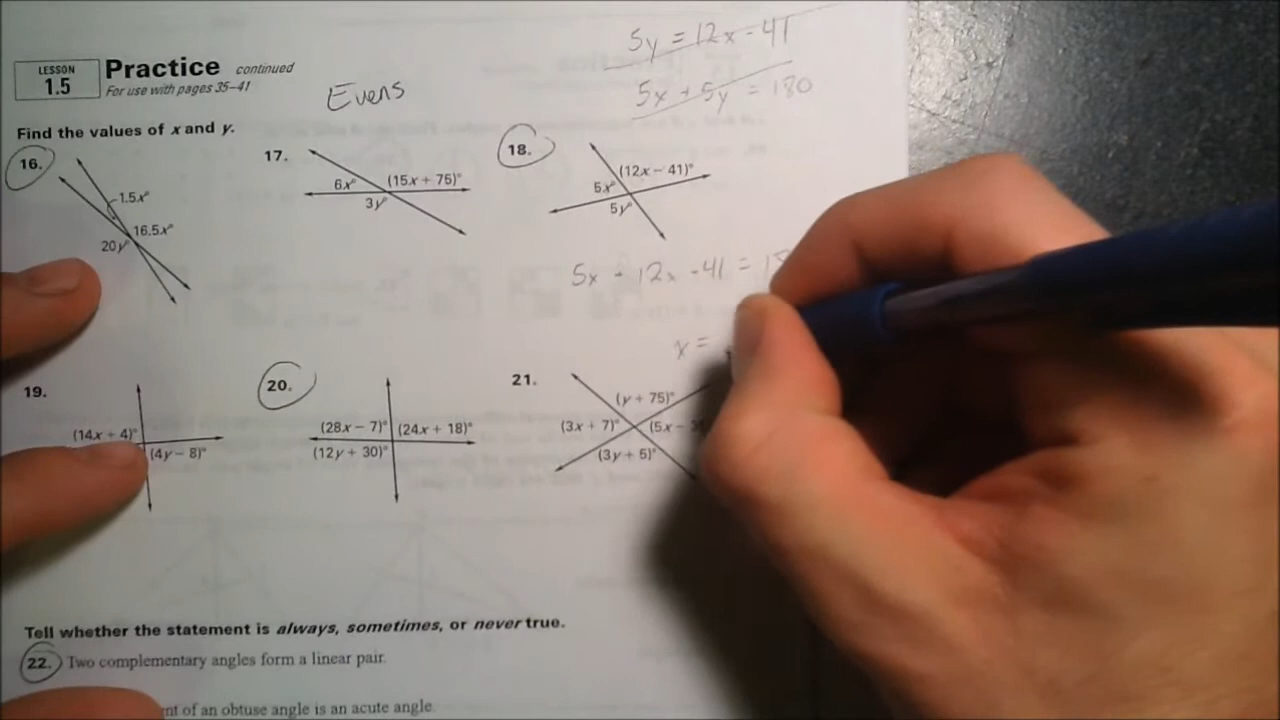 5y = 12x - 41
5x + 5y = 180
LESSON
1.5
Practice continued
For use with pages 35–41
Evens
Find the values of x and y.
16.
1.5x°
16.5x°
20y°
17.
6x°
(15x + 75)°
3y°
18.
(12x – 41)°
5x°
5y°
5x + 12x - 41 =
x =
19.
(14x + 4)°
(4y – 8)°
20.
(28x – 7)°
(24x + 18)°
(12y + 30)°
21.
(y + 75)°
(3x + 7)°
(5x –
(3y + 5)°
Tell whether the statement is always, sometimes, or never true.
22. Two complementary angles form a linear pair.
of an obtuse angle is an acute angle.